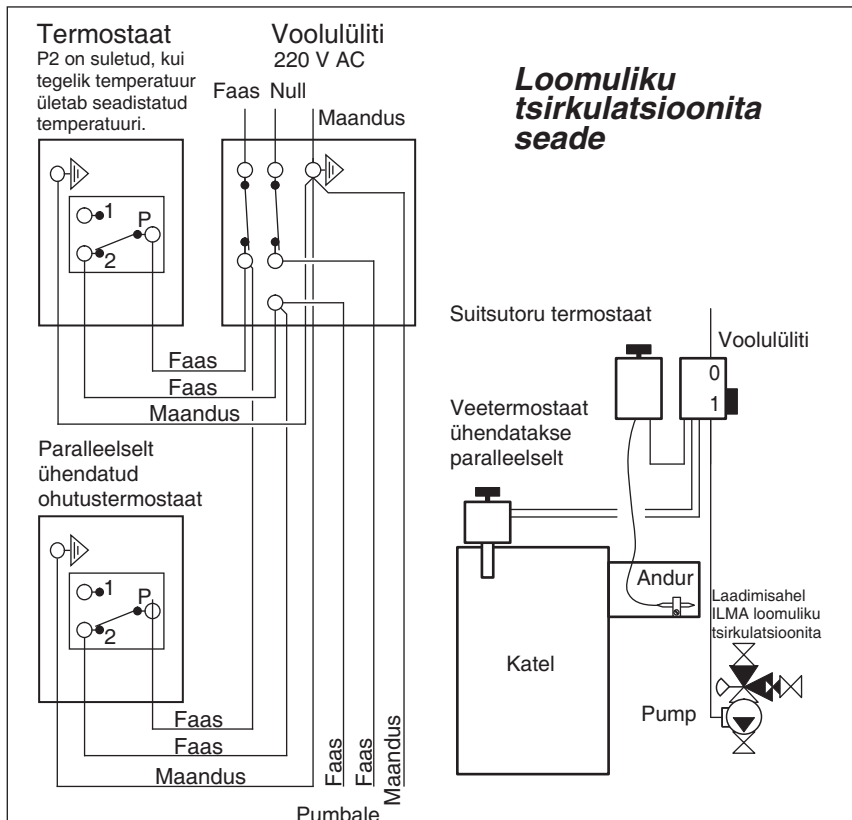 Termostaat
P2 on suletud, kui
tegelik temperatuur
ületab seadistatud
temperatuuri.
Voolulüliti
220 V AC
Faas Null
Maandus
1
P
2
Faas
Faas
Maandus
Paralleelselt
ühendatud
ohutustermostaat
1
P
2
Faas
Faas
Maandus
Faas
Faas
Maandus
Pumbale
Loomuliku
tsirkulatsioonita
seade
Suitsutoru termostaat
Voolulüliti
0
1
Veetermostaat
ühendatakse
paralleelselt
Andur
Katel
Laadimisahel
ILMA loomuliku
tsirkulatsioonita
Pump